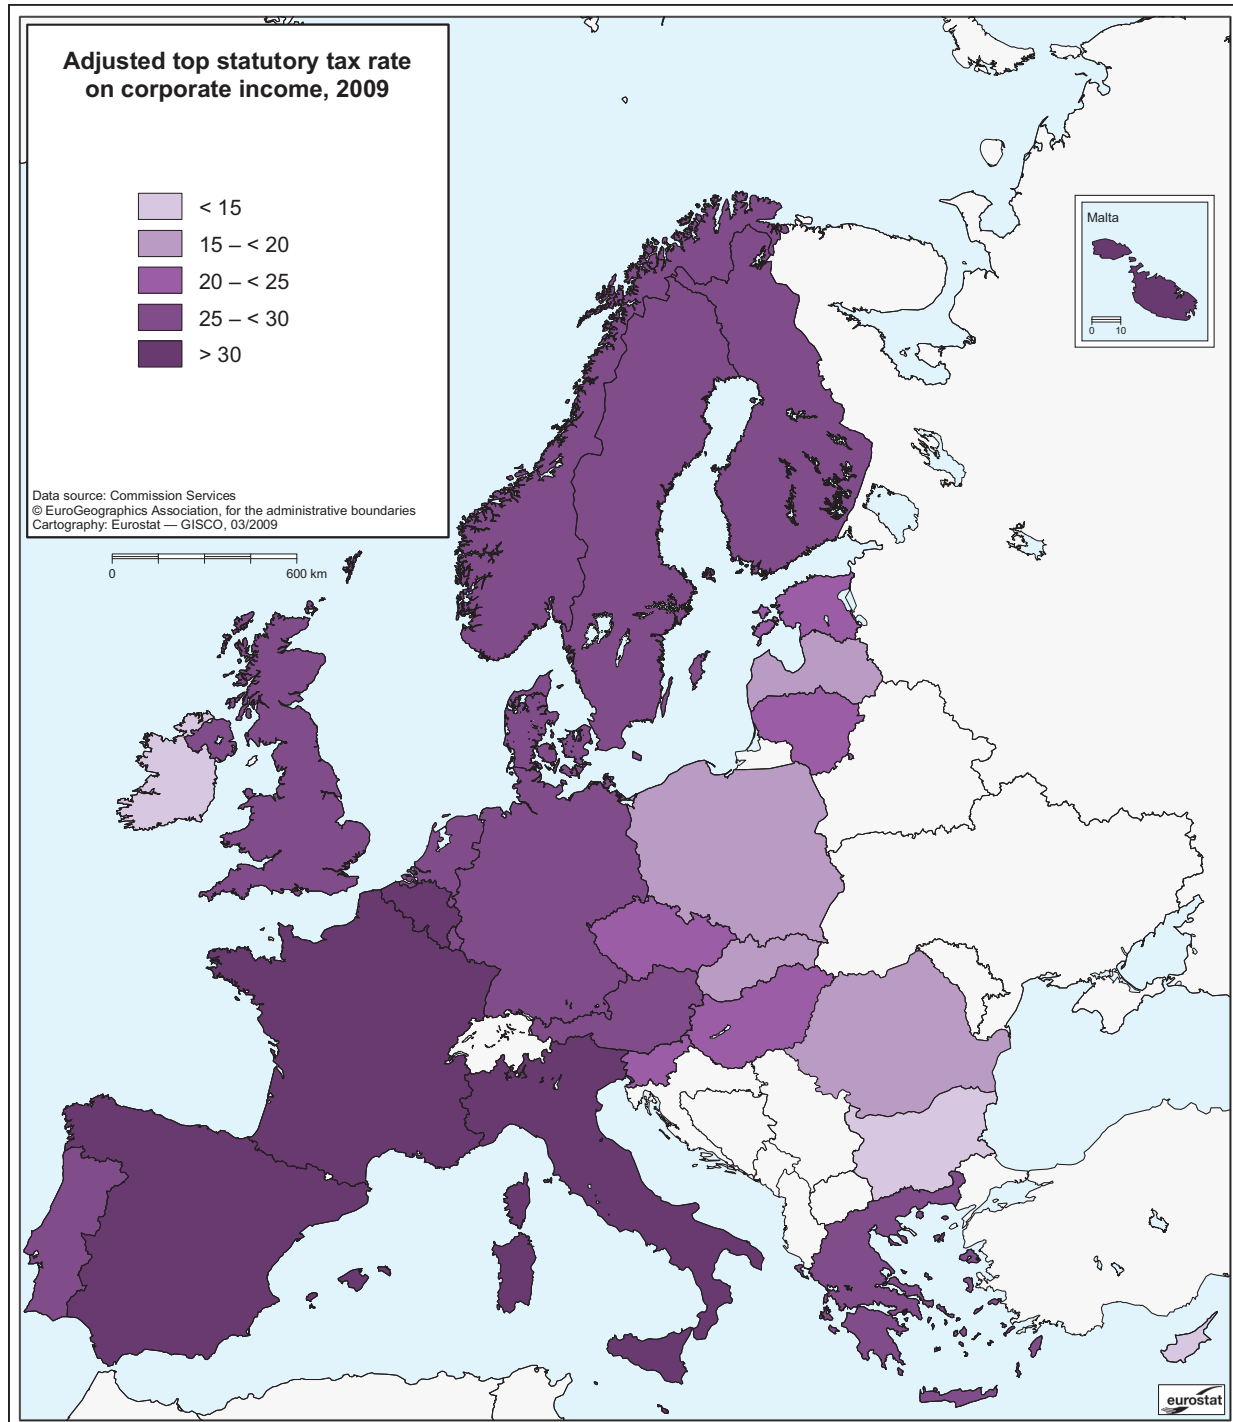 Adjusted top statutory tax rate
on corporate income, 2009
< 15
15 – < 20
20 – < 25
25 – < 30
> 30
Data source: Commission Services
© EuroGeographics Association, for the administrative boundaries
Cartography: Eurostat — GISCO, 03/2009
0 600 km
Malta
0 10
eurostat